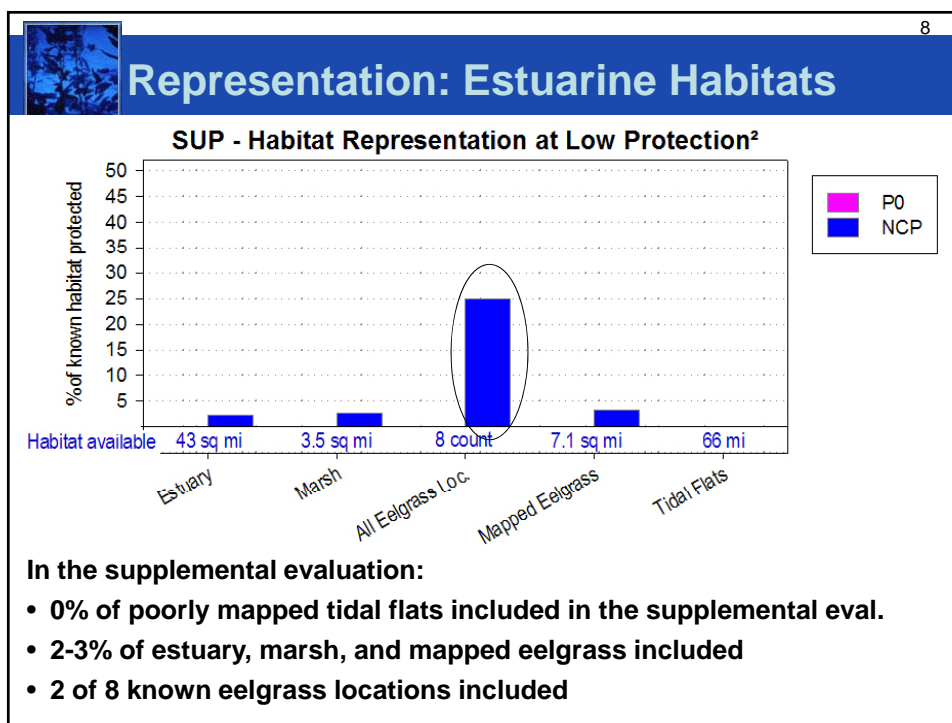 8
Representation: Estuarine Habitats
SUP - Habitat Representation at Low Protection²
%of known habitat protected
50
45
40
35
30
25
20
15
10
5
P0
NCP
Habitat available 43 sq mi 3.5 sq mi 8 count 7.1 sq mi 66 mi
Estuary
Marsh
All Eelgrass Loc.
Mapped Eelgrass
Tidal Flats
In the supplemental evaluation:
• 0% of poorly mapped tidal flats included in the supplemental eval.
• 2-3% of estuary, marsh, and mapped eelgrass included
• 2 of 8 known eelgrass locations included